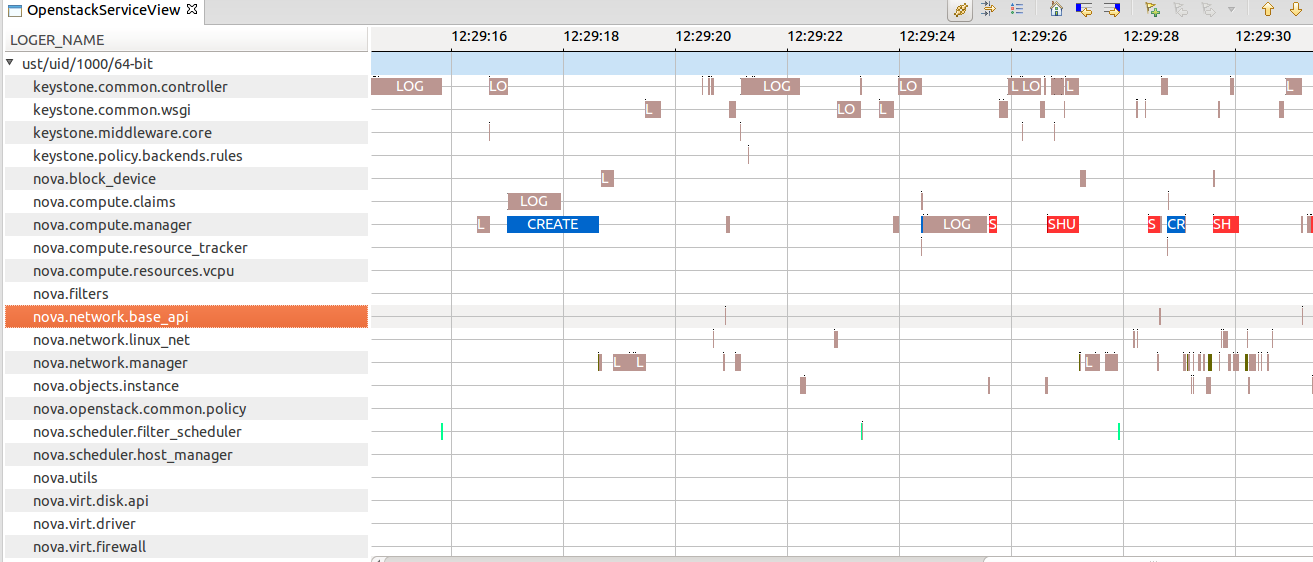 OpenstackServiceView
LOGER_NAME
12:29:16 12:29:18 12:29:20 12:29:22 12:29:24 12:29:26 12:29:28 12:29:30
ust/uid/1000/64-bit
keystone.common.controller LOG LO LOG LO L LO L L
keystone.common.wsgi L LO L
keystone.middleware.core
keystone.policy.backends.rules
nova.block_device L
nova.compute.claims LOG
nova.compute.manager L CREATE LOG S SHU S CR SH
nova.compute.resource_tracker
nova.compute.resources.vcpu
nova.filters
nova.network.base_api
nova.network.linux_net
nova.network.manager L L L
nova.objects.instance
nova.openstack.common.policy
nova.scheduler.filter_scheduler
nova.scheduler.host_manager
nova.utils
nova.virt.disk.api
nova.virt.driver
nova.virt.firewall